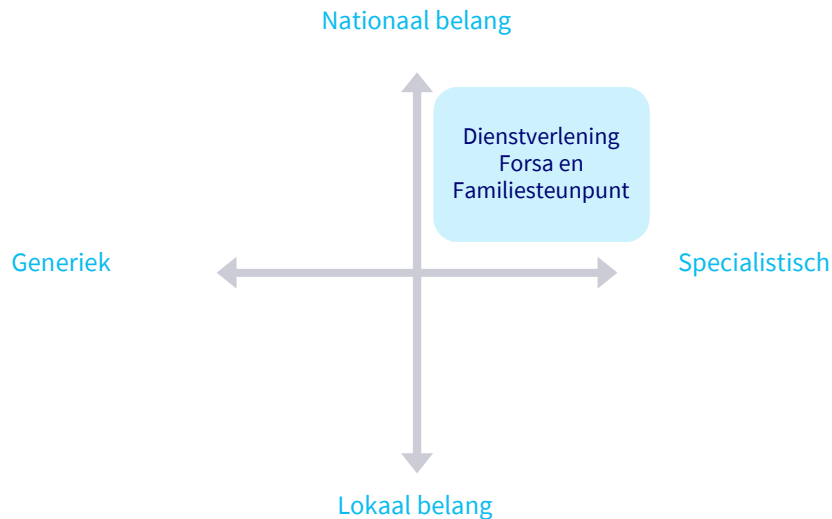 Nationaal belang
Dienstverlening
Forsa en
Familiesteunpunt
Generiek
Specialistisch
Lokaal belang